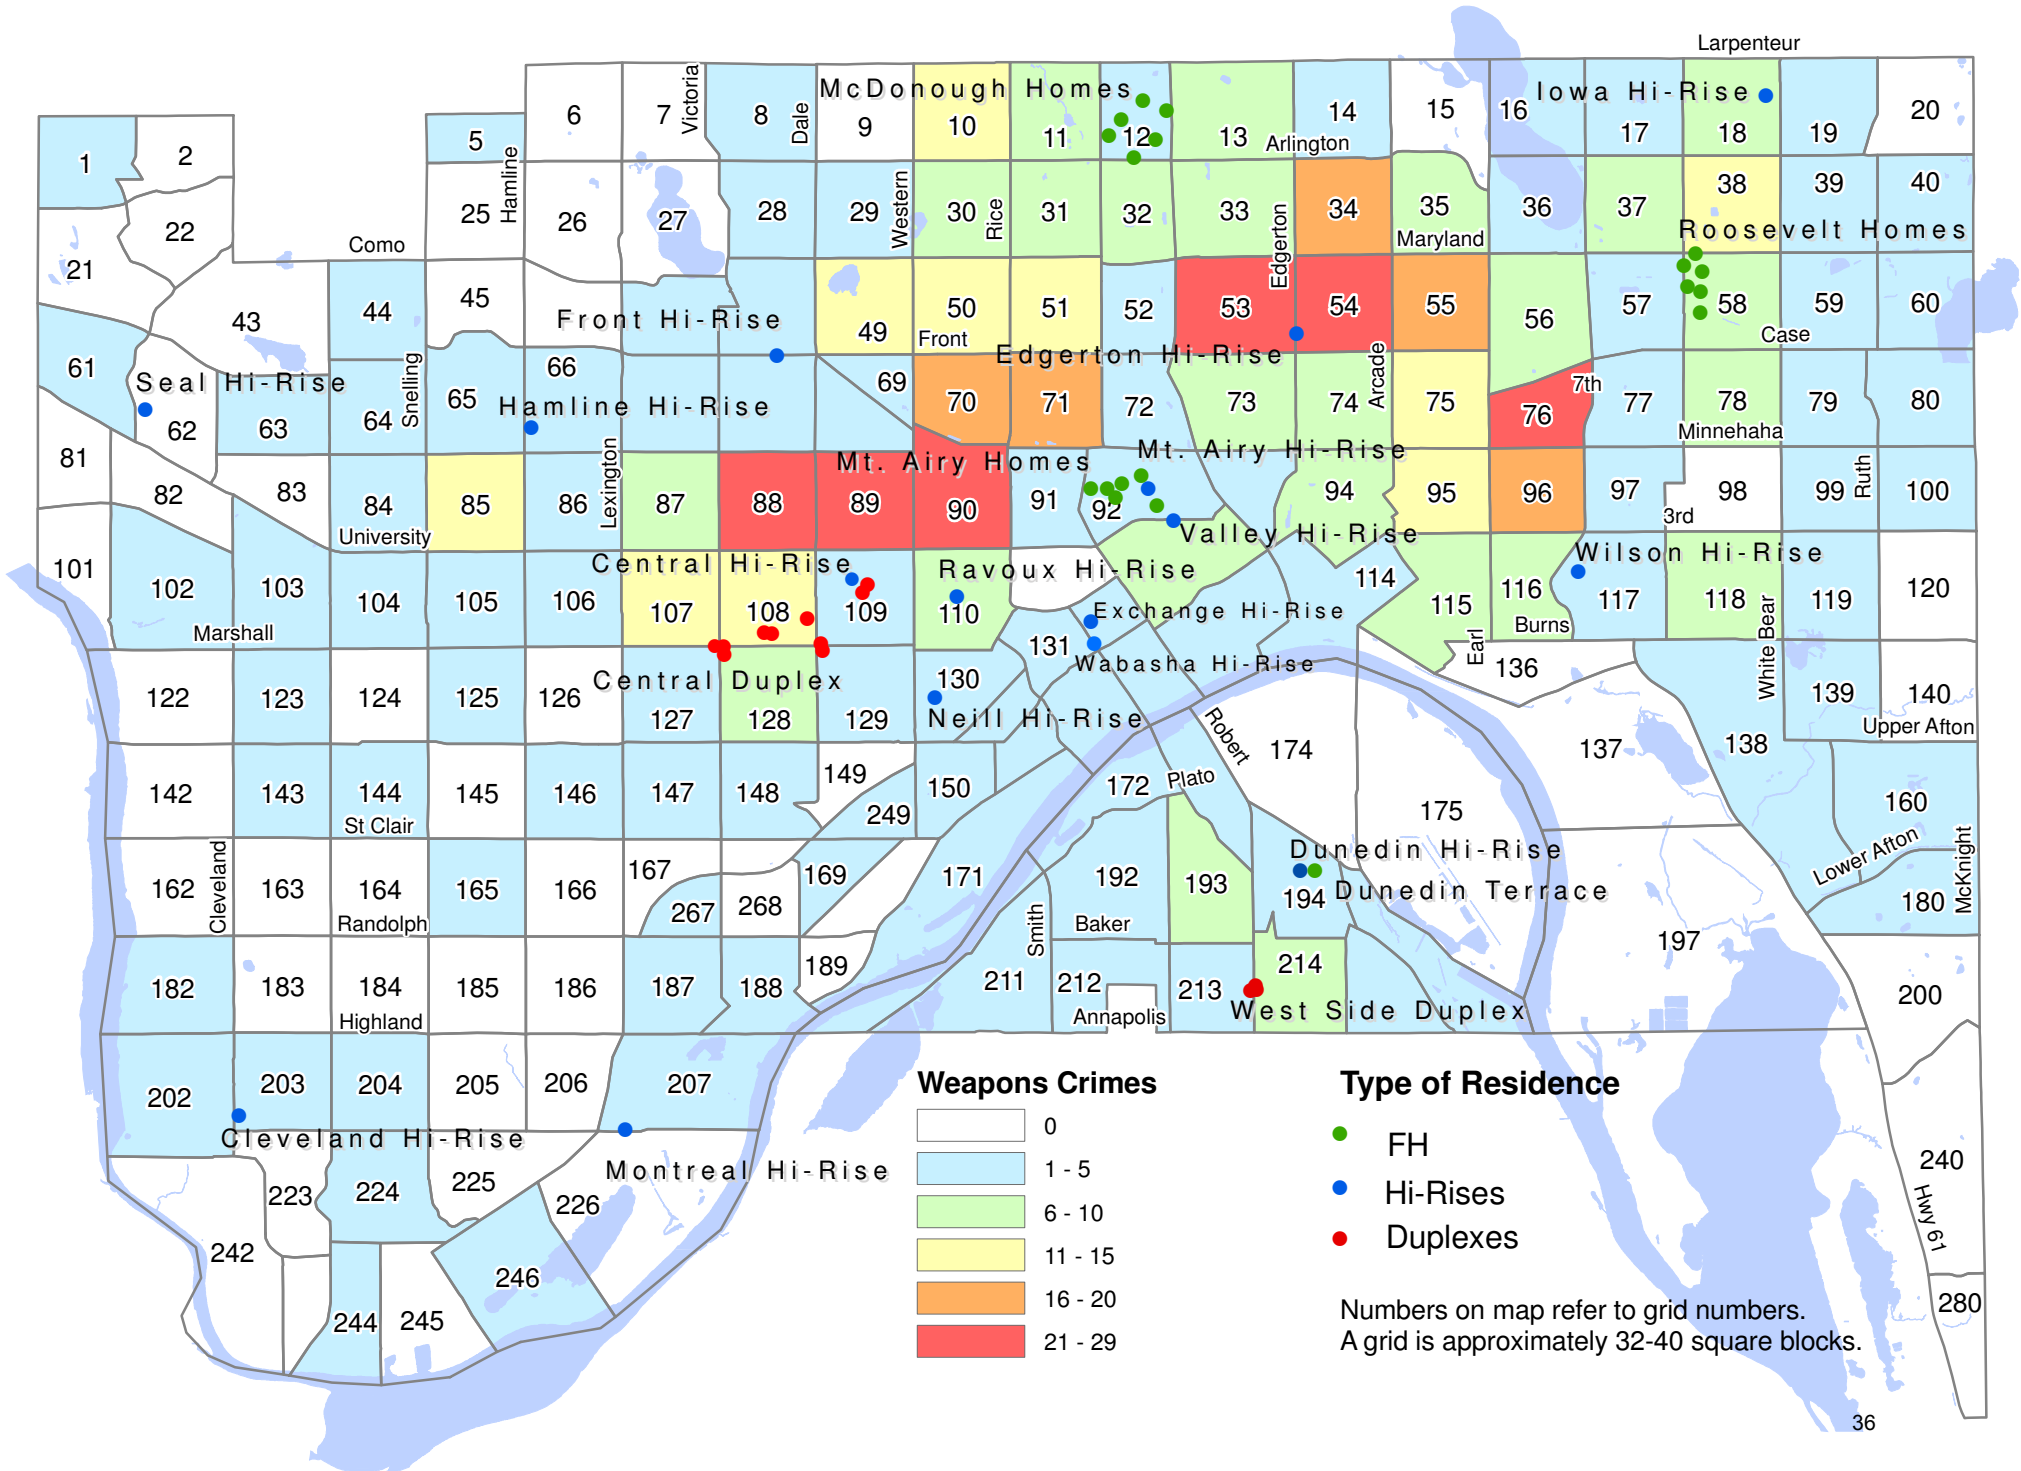 Larpenteur
6
7
Victoria
8
Dale
McDonough Homes
9
10
11
12
13
14
Arlington
15
16
Iowa Hi-Rise
17
18
19
20
1
2
5
Hamline
22
25
26
27
28
29
Western
30
Rice
31
32
33
Edgerton
34
35
Maryland
36
37
38
39
40
Roosevelt Homes
Como
21
43
44
45
Front Hi-Rise
49
50
Front
51
52
53
54
55
56
57
58
Case
59
60
Edgerton Hi-Rise
61
Seal Hi-Rise
62
63
64
Snelling
65
66
Hamline Hi-Rise
69
70
71
72
73
74
Arcade
75
76
7th
77
78
Minnehaha
79
80
81
82
83
84
University
85
86
Lexington
87
88
89
Mt. Airy Homes
90
91
92
Mt. Airy Hi-Rise
94
95
96
97
3rd
98
99
Ruth
100
Valley Hi-Rise
101
102
Marshall
103
104
105
106
Central Hi-Rise
107
108
109
Ravoux Hi-Rise
110
Exchange Hi-Rise
114
115
Earl
116
Burns
Wilson Hi-Rise
117
118
White Bear
119
120
122
123
124
125
126
Central Duplex
127
128
129
130
131
Wabasha Hi-Rise
Neill Hi-Rise
136
137
138
139
140
Upper Afton
142
143
144
St Clair
145
146
147
148
149
249
150
172
Plato
Robert
174
175
160
Lower Afton
McKnight
180
162
Cleveland
163
164
Randolph
165
166
167
267
268
169
171
192
Smith
Baker
193
Dunedin Hi-Rise
Dunedin Terrace
194
197
182
183
184
Highland
185
186
187
188
189
211
212
Annapolis
213
214
West Side Duplex
200
202
203
204
205
206
207
Cleveland Hi-Rise
Montreal Hi-Rise
223
224
225
226
242
244
245
246
240
Hwy 61
280
Weapons Crimes
0
1 - 5
6 - 10
11 - 15
16 - 20
21 - 29
Type of Residence
FH
Hi-Rises
Duplexes
Numbers on map refer to grid numbers.
A grid is approximately 32-40 square blocks.
36